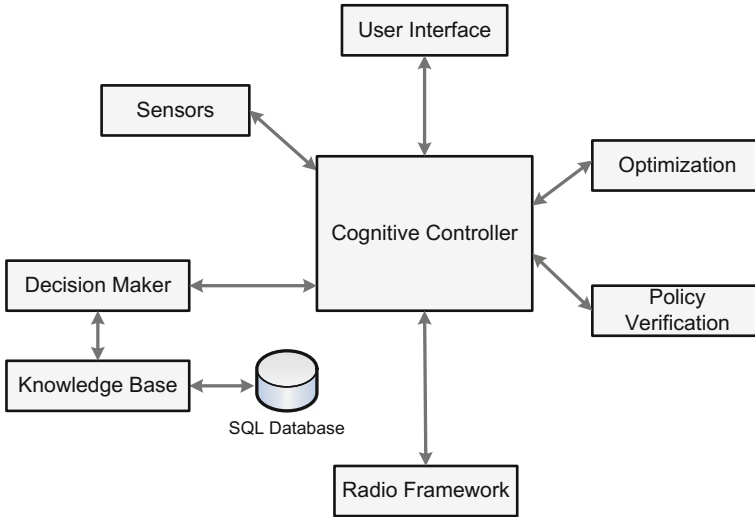 User Interface
Sensors
Optimization
Cognitive Controller
Decision Maker
Policy
Verification
Knowledge Base
SQL Database
Radio Framework